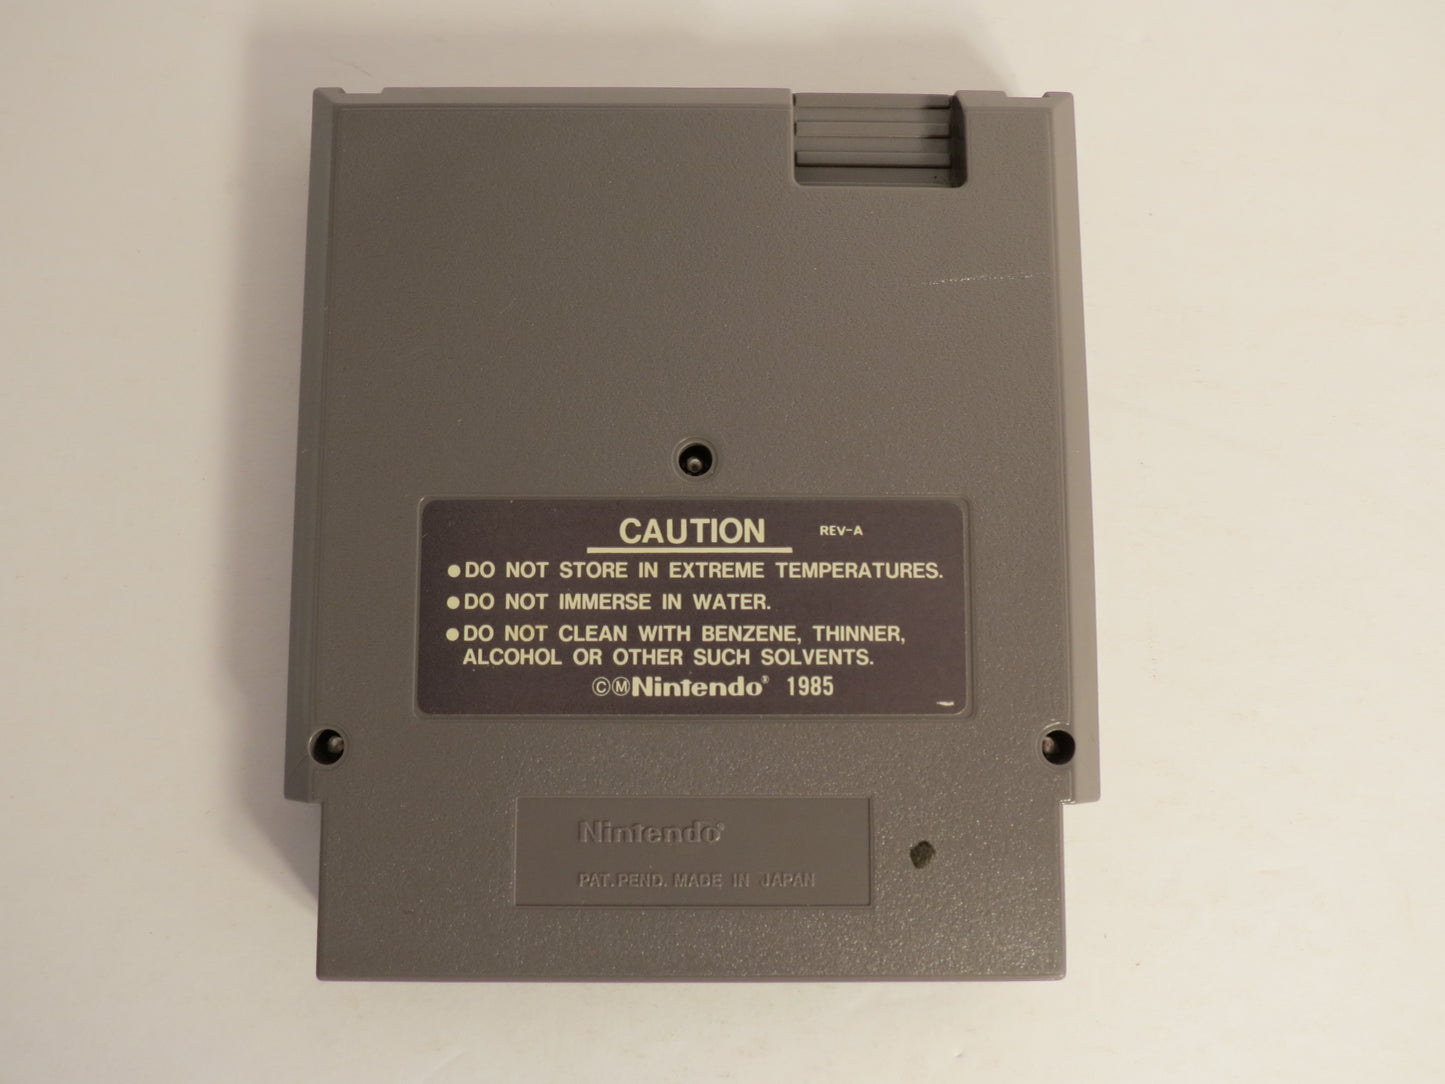 CAUTION REV-A
●DO NOT STORE IN EXTREME TEMPERATURES.
●DO NOT IMMERSE IN WATER.
●DO NOT CLEAN WITH BENZENE, THINNER,
ALCOHOL OR OTHER SUCH SOLVENTS.
©ⓂNintendo® 1985
Nintendo®
PAT. PEND. MADE IN JAPAN